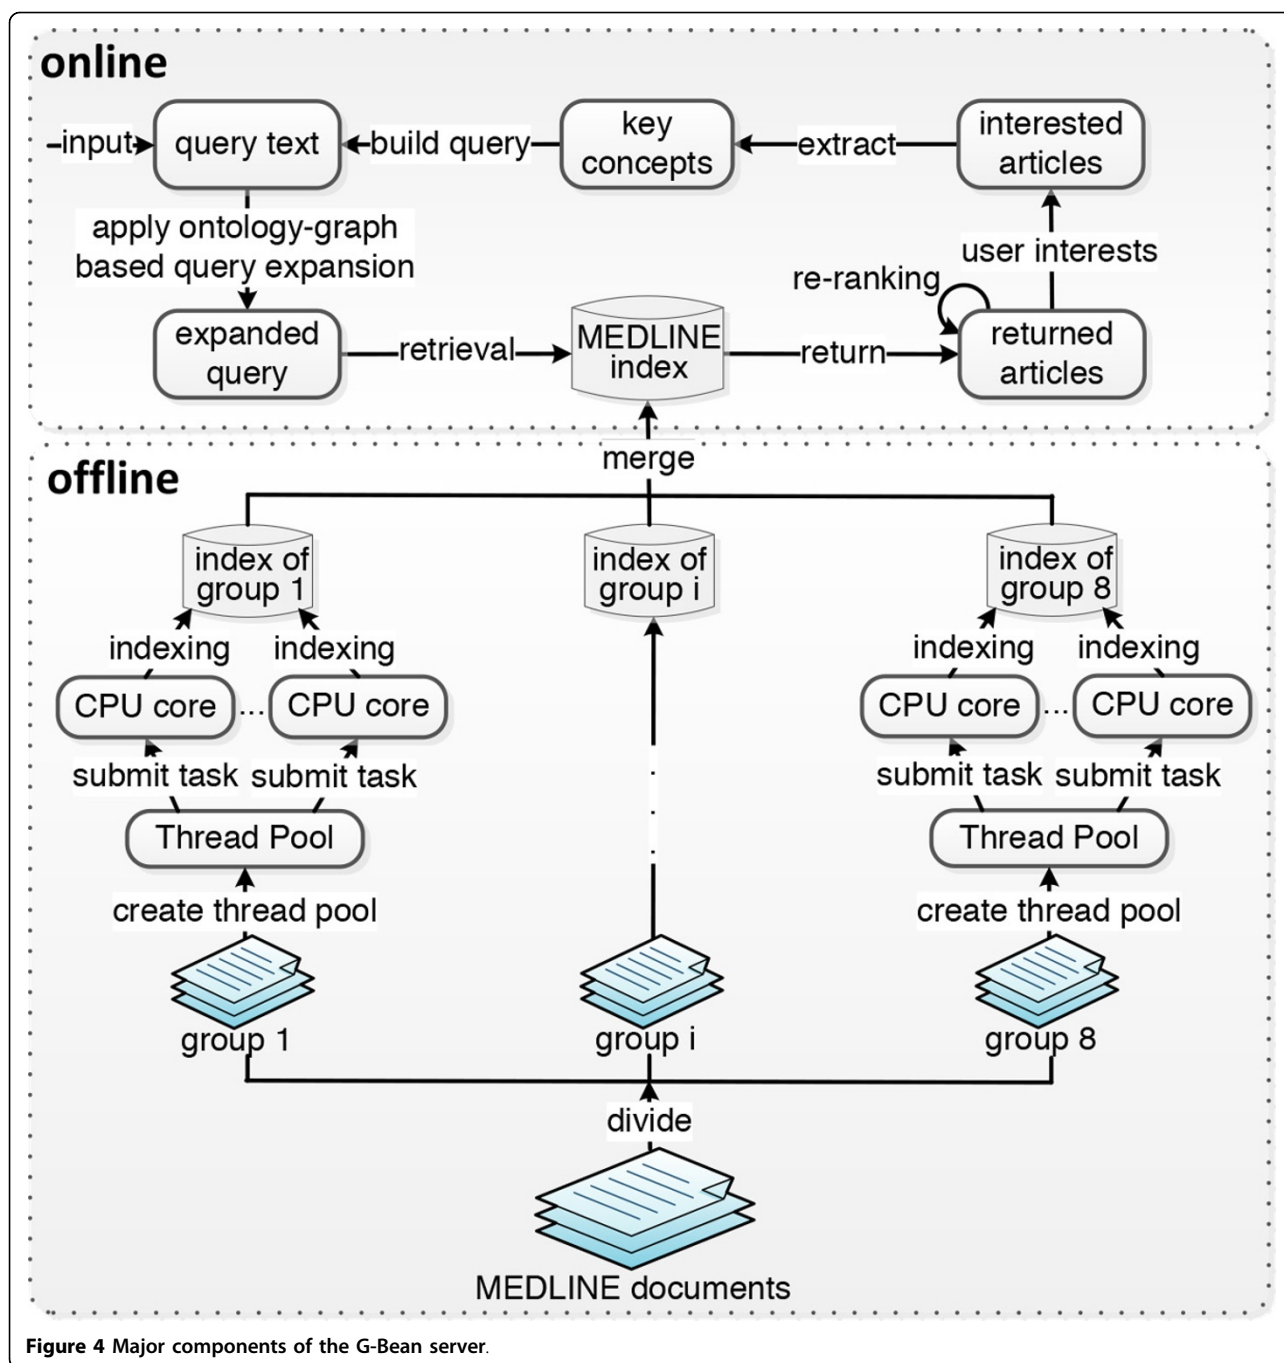 online
input
query text
build query
key
concepts
extract
interested
articles
apply ontology-graph
based query expansion
user interests
re-ranking
expanded
query
retrieval
MEDLINE
index
return
returned
articles
merge
offline
index of
group 1
index of
group i
index of
group 8
indexing
indexing
indexing
indexing
CPU core
...
CPU core
CPU core
...
CPU core
submit task
submit task
submit task
submit task
Thread Pool
Thread Pool
create thread pool
create thread pool
group 1
group i
group 8
divide
MEDLINE documents
Figure 4 Major components of the G-Bean server.